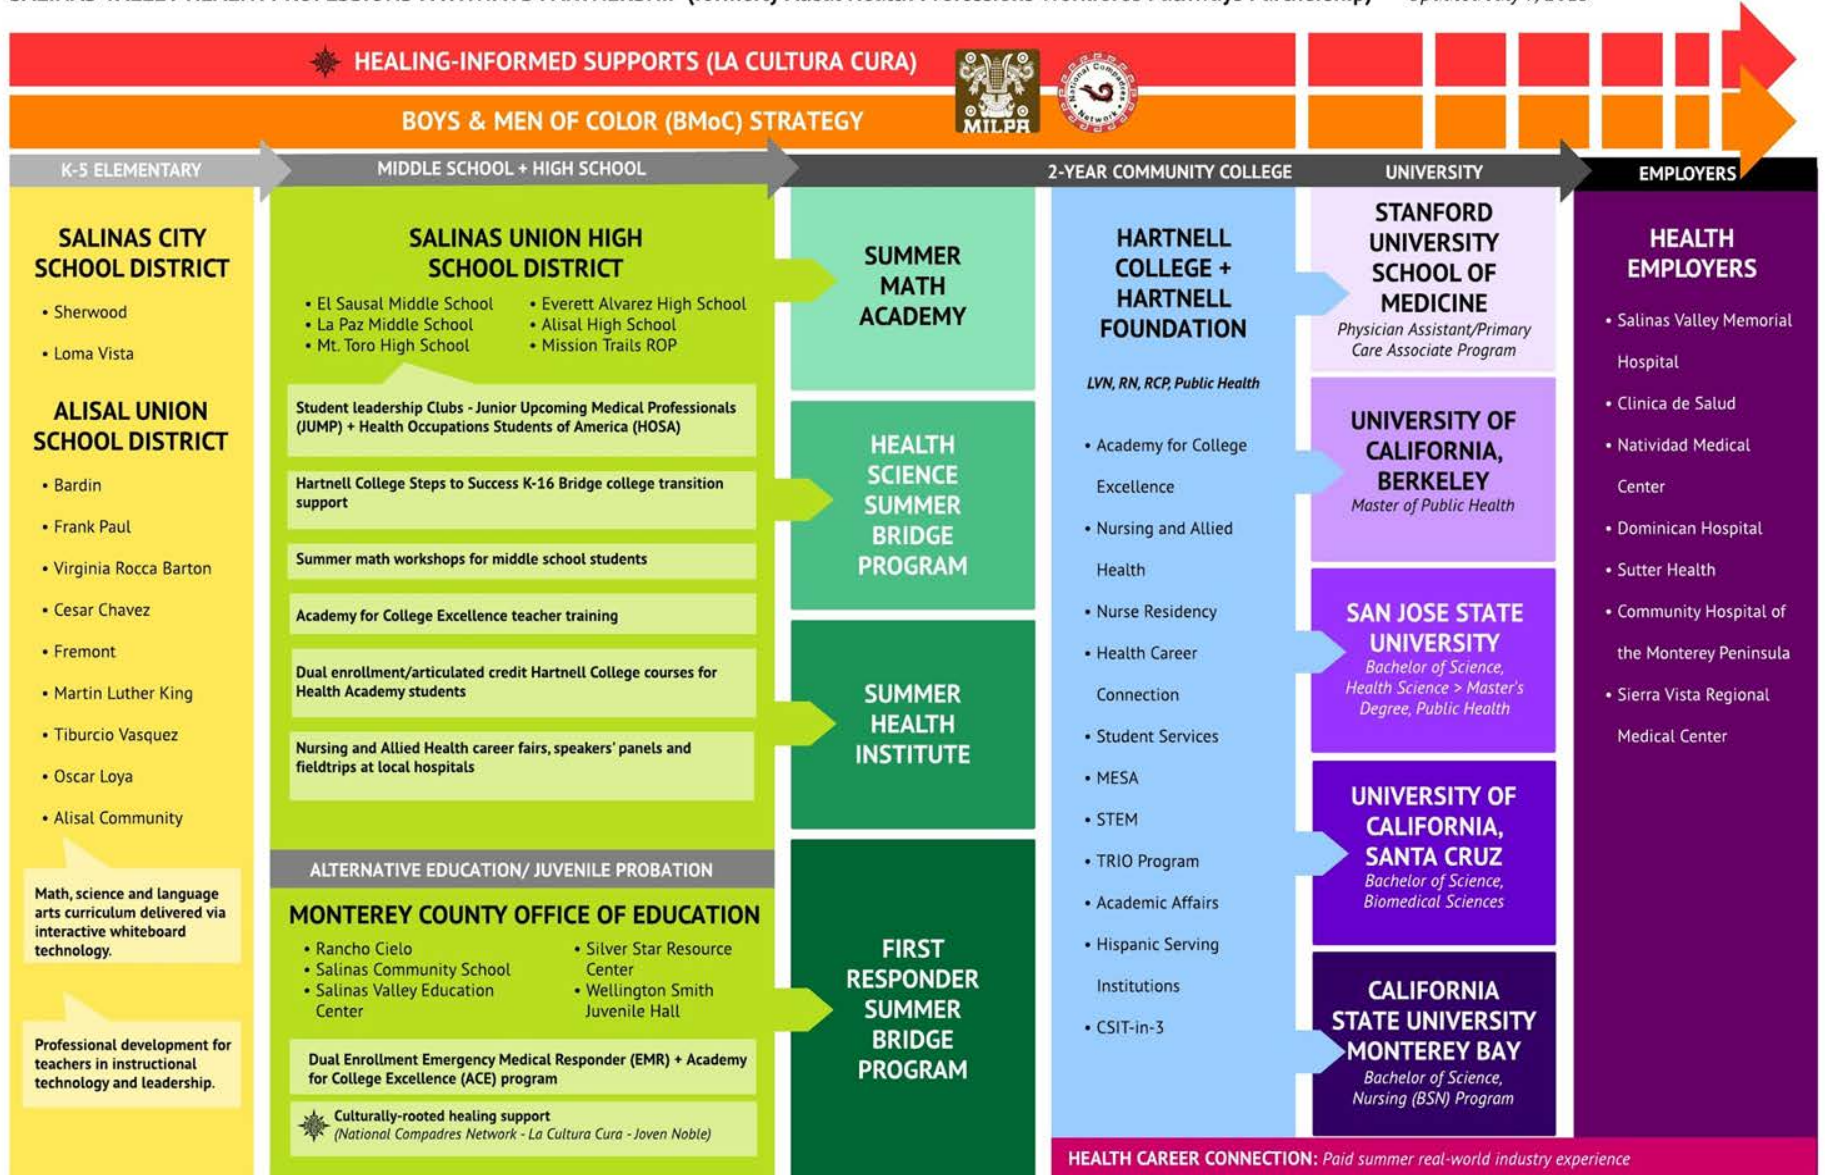 HEALING-INFORMED SUPPORTS (LA CULTURA CURA)
BOYS & MEN OF COLOR (BMoC) STRATEGY
MILPA
National Compadres
Network
K-5 ELEMENTARY
MIDDLE SCHOOL + HIGH SCHOOL
2-YEAR COMMUNITY COLLEGE
UNIVERSITY
EMPLOYERS
SALINAS CITY
SCHOOL DISTRICT
• Sherwood
• Loma Vista
ALISAL UNION
SCHOOL DISTRICT
• Bardin
• Frank Paul
• Virginia Rocca Barton
• Cesar Chavez
• Fremont
• Martin Luther King
• Tiburcio Vasquez
• Oscar Loya
• Alisal Community
Math, science and language
arts curriculum delivered via
interactive whiteboard
technology.
Professional development for
teachers in instructional
technology and leadership.
SALINAS UNION HIGH
SCHOOL DISTRICT
• El Sausal Middle School
• La Paz Middle School
• Mt. Toro High School
• Everett Alvarez High School
• Alisal High School
• Mission Trails ROP
Student leadership Clubs - Junior Upcoming Medical Professionals
(JUMP) + Health Occupations Students of America (HOSA)
Hartnell College Steps to Success K-16 Bridge college transition
support
Summer math workshops for middle school students
Academy for College Excellence teacher training
Dual enrollment/articulated credit Hartnell College courses for
Health Academy students
Nursing and Allied Health career fairs, speakers' panels and
fieldtrips at local hospitals
ALTERNATIVE EDUCATION/ JUVENILE PROBATION
MONTEREY COUNTY OFFICE OF EDUCATION
• Rancho Cielo
• Salinas Community School
• Salinas Valley Education
Center
• Silver Star Resource
Center
• Wellington Smith
Juvenile Hall
Dual Enrollment Emergency Medical Responder (EMR) + Academy
for College Excellence (ACE) program
Culturally-rooted healing support
(National Compadres Network - La Cultura Cura - Joven Noble)
SUMMER
MATH
ACADEMY
HEALTH
SCIENCE
SUMMER
BRIDGE
PROGRAM
SUMMER
HEALTH
INSTITUTE
FIRST
RESPONDER
SUMMER
BRIDGE
PROGRAM
HARTNELL
COLLEGE +
HARTNELL
FOUNDATION
LVN, RN, RCP, Public Health
• Academy for College
Excellence
• Nursing and Allied
Health
• Nurse Residency
• Health Career
Connection
• Student Services
• MESA
• STEM
• TRIO Program
• Academic Affairs
• Hispanic Serving
Institutions
• CSIT-in-3
STANFORD
UNIVERSITY
SCHOOL OF
MEDICINE
Physician Assistant/Primary
Care Associate Program
UNIVERSITY OF
CALIFORNIA,
BERKELEY
Master of Public Health
SAN JOSE STATE
UNIVERSITY
Bachelor of Science,
Health Science > Master's
Degree, Public Health
UNIVERSITY OF
CALIFORNIA,
SANTA CRUZ
Bachelor of Science,
Biomedical Sciences
CALIFORNIA
STATE UNIVERSITY
MONTEREY BAY
Bachelor of Science,
Nursing (BSN) Program
HEALTH
EMPLOYERS
• Salinas Valley Memorial
Hospital
• Clinica de Salud
• Natividad Medical
Center
• Dominican Hospital
• Sutter Health
• Community Hospital of
the Monterey Peninsula
• Sierra Vista Regional
Medical Center
HEALTH CAREER CONNECTION: Paid summer real-world industry experience